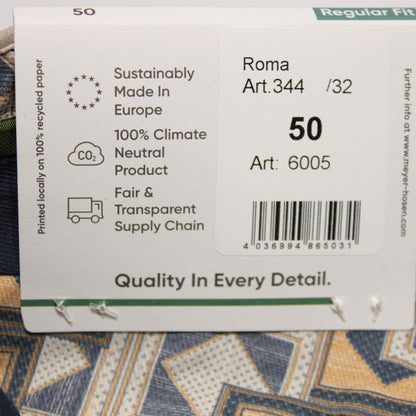 50
Regular Fit
Sustainably
Made In
Europe
CO2
100% Climate
Neutral
Product
Fair &
Transparent
Supply Chain
Printed locally on 100% recycled paper
Roma
Art.344 /32
50
Art: 6005
4 036994 865031
Further info at www.meyer-hosen.com
Quality In Every Detail.